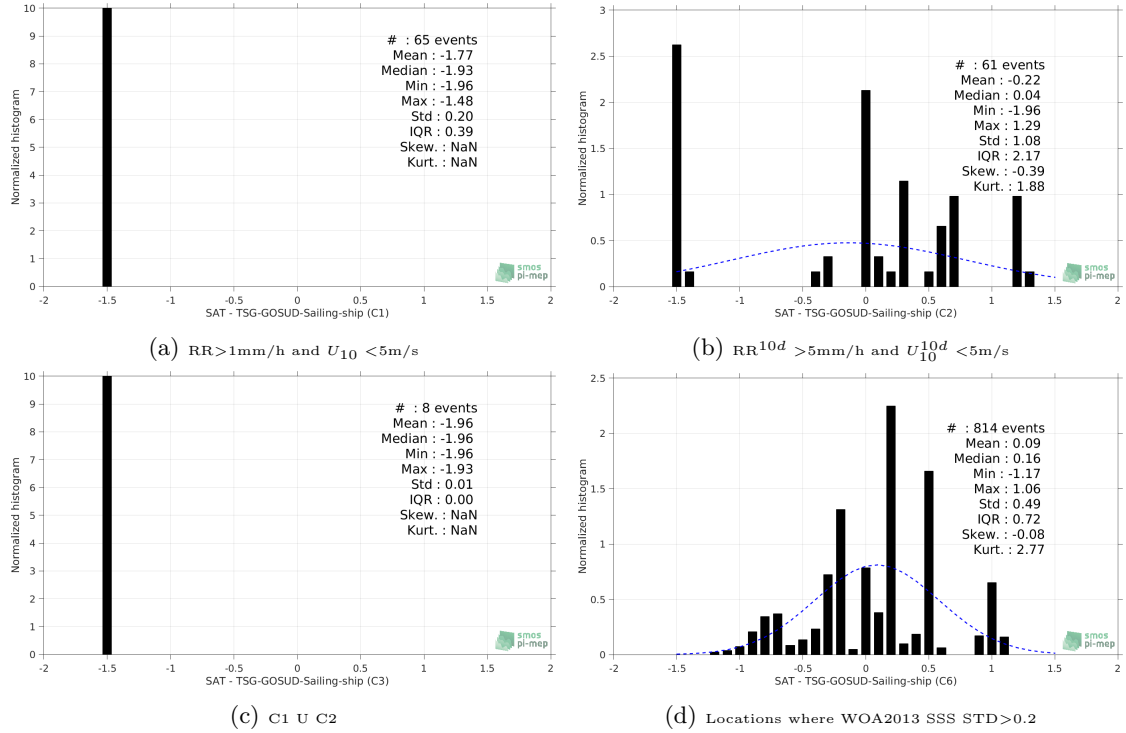 10
9
8
7
6
5
4
3
2
1
0
Normalized histogram
# : 65 events
Mean : -1.77
Median : -1.93
Min : -1.96
Max : -1.48
Std : 0.20
IQR : 0.39
Skew. : NaN
Kurt. : NaN
smos
pi-mep
-2 -1.5 -1 -0.5 0 0.5 1 1.5 2
SAT - TSG-GOSUD-Sailing-ship (C1)
(a) RR>1mm/h and U10 <5m/s
3
2.5
2
1.5
1
0.5
0
Normalized histogram
# : 61 events
Mean : -0.22
Median : 0.04
Min : -1.96
Max : 1.29
Std : 1.08
IQR : 2.17
Skew. : -0.39
Kurt. : 1.88
smos
pi-mep
-2 -1.5 -1 -0.5 0 0.5 1 1.5 2
SAT - TSG-GOSUD-Sailing-ship (C2)
(b) RR10d >5mm/h and U10 10d <5m/s
10
9
8
7
6
5
4
3
2
1
0
Normalized histogram
# : 8 events
Mean : -1.96
Median : -1.96
Min : -1.96
Max : -1.93
Std : 0.01
IQR : 0.00
Skew. : NaN
Kurt. : NaN
smos
pi-mep
-2 -1.5 -1 -0.5 0 0.5 1 1.5 2
SAT - TSG-GOSUD-Sailing-ship (C3)
(c) C1 U C2
2.5
2
1.5
1
0.5
0
Normalized histogram
# : 814 events
Mean : 0.09
Median : 0.16
Min : -1.17
Max : 1.06
Std : 0.49
IQR : 0.72
Skew. : -0.08
Kurt. : 2.77
smos
pi-mep
-2 -1.5 -1 -0.5 0 0.5 1 1.5 2
SAT - TSG-GOSUD-Sailing-ship (C6)
(d) Locations where WOA2013 SSS STD>0.2